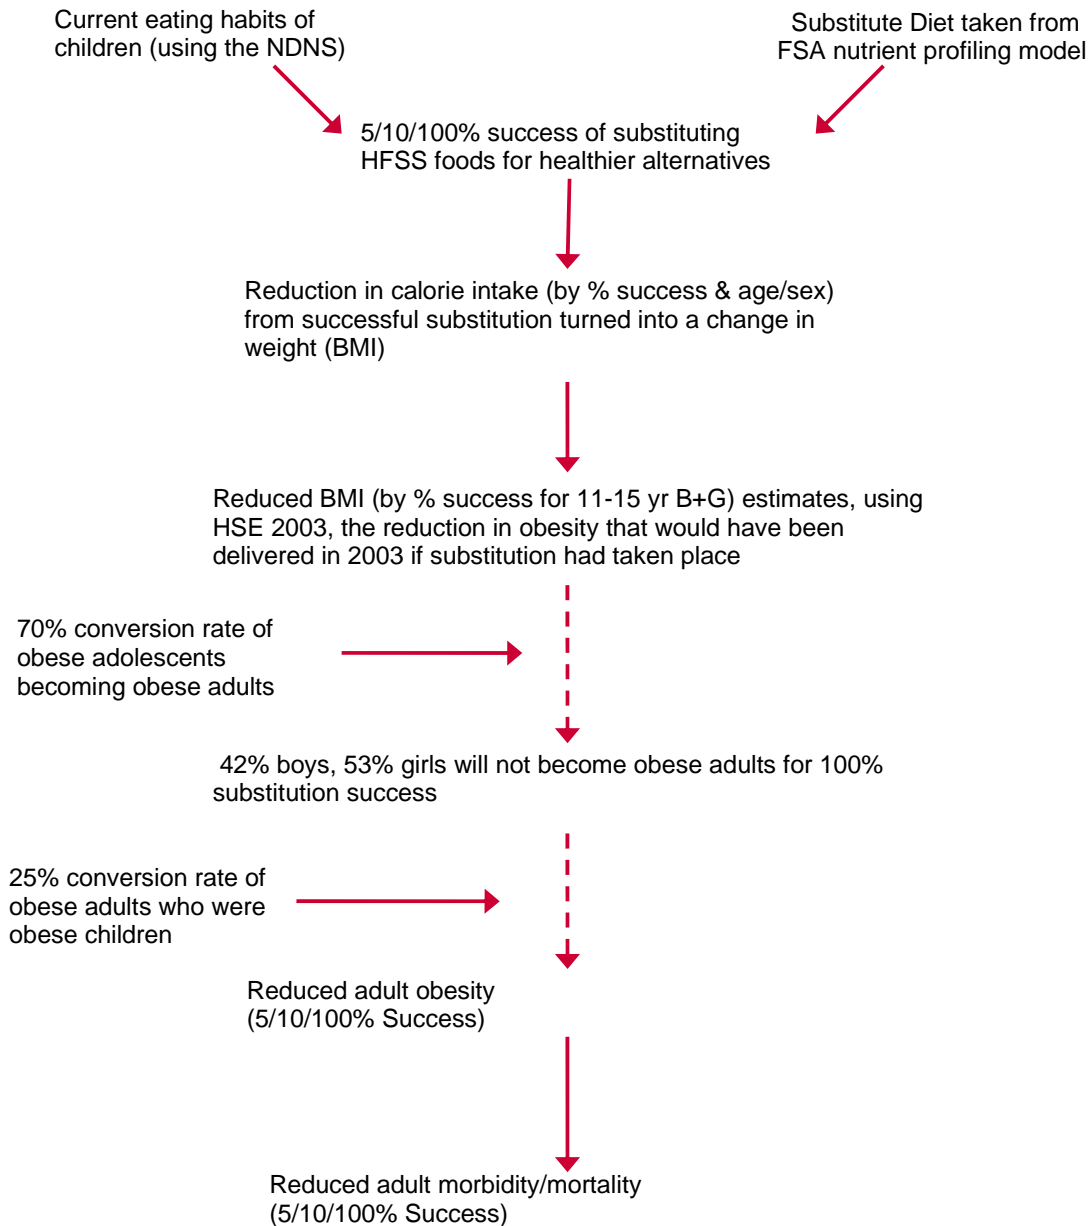 Current eating habits of
children (using the NDNS)
Substitute Diet taken from
FSA nutrient profiling model
5/10/100% success of substituting
HFSS foods for healthier alternatives
Reduction in calorie intake (by % success & age/sex)
from successful substitution turned into a change in
weight (BMI)
Reduced BMI (by % success for 11-15 yr B+G) estimates, using
HSE 2003, the reduction in obesity that would have been
delivered in 2003 if substitution had taken place
70% conversion rate of
obese adolescents
becoming obese adults
42% boys, 53% girls will not become obese adults for 100%
substitution success
25% conversion rate of
obese adults who were
obese children
Reduced adult obesity
(5/10/100% Success)
Reduced adult morbidity/mortality
(5/10/100% Success)